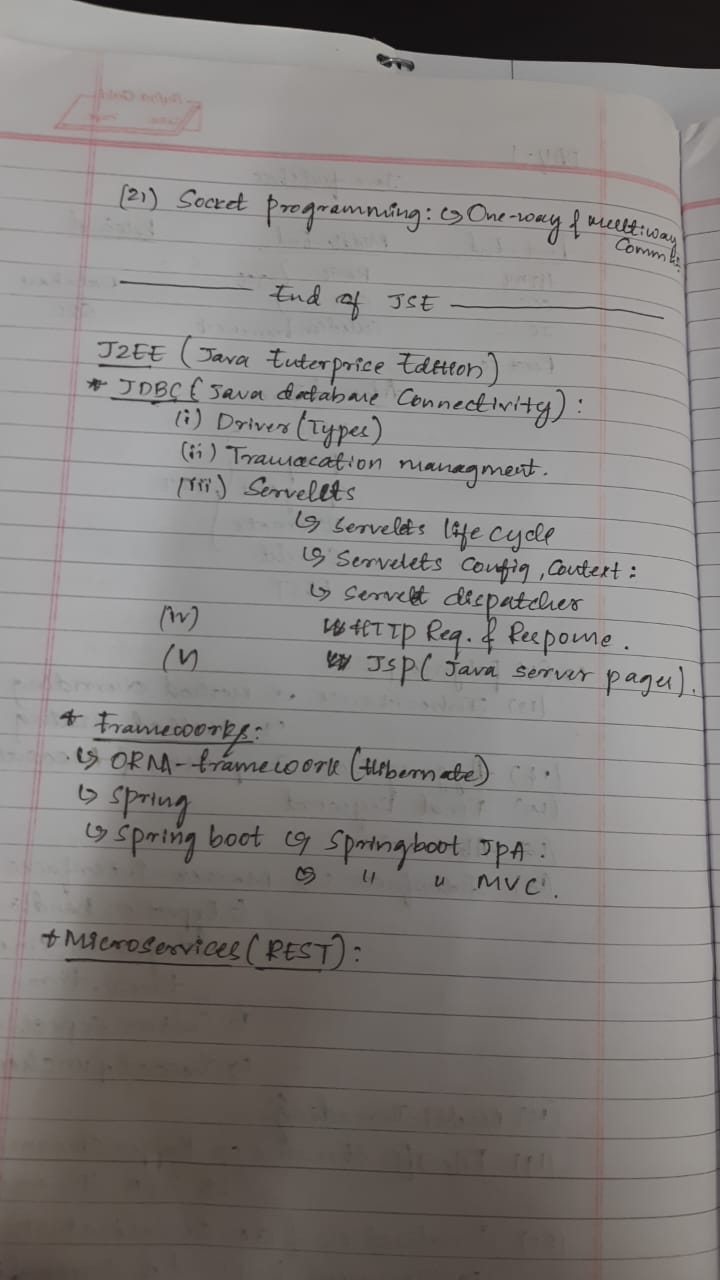 (21) Socket programming: ↳ One-way & multiway
Comm
End of JSE
J2EE (Java Enterprice Edition)
* JDBC (Java database Connectivity):
(i) Driver (Types)
(ii) Transacation managment.
(iii) Servelets
↳ Servelets life cycle
↳ Servelets Config, Context:
↳ Servelt dispatcher
(iv) HTTP Req. & Response.
(v) JSP (Java server pages).
* Frameworks:
↳ ORM-framework (Hibernate)
↳ Spring
↳ Spring boot ↳ Springboot JPA:
↳ " " MVC.
* Microservices (REST):